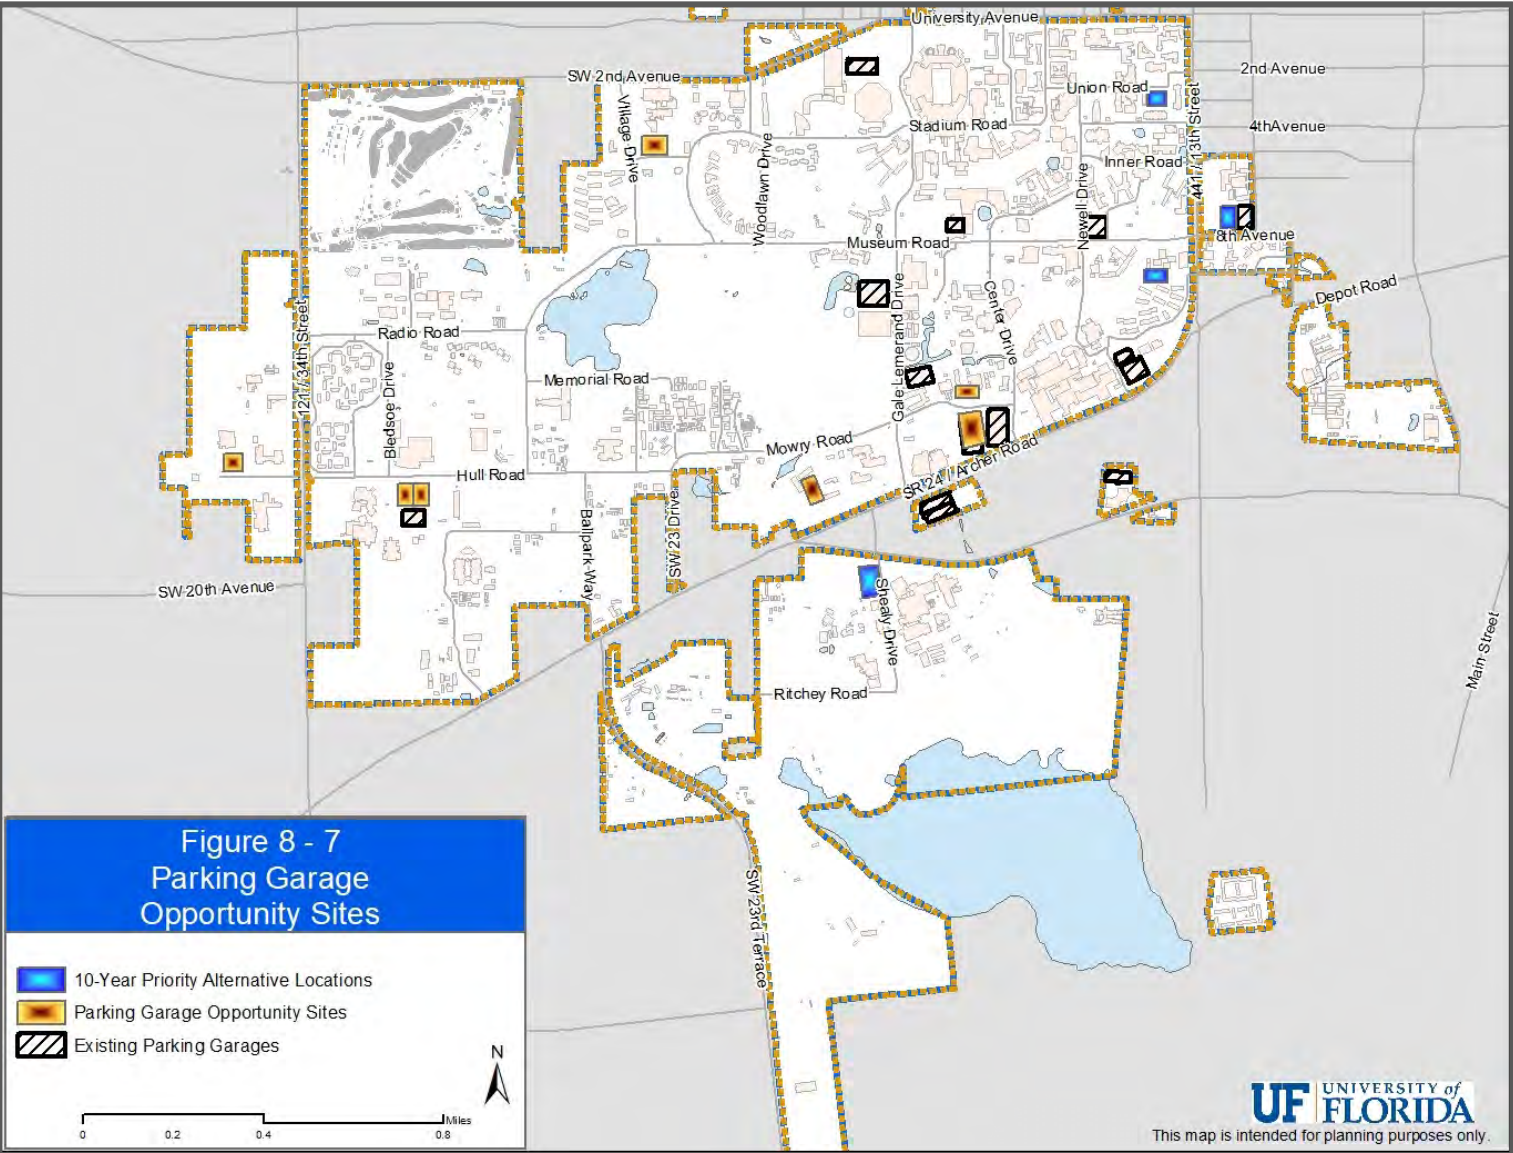 University Avenue
SW 2nd Avenue
2nd Avenue
Union Road
Village Drive
Stadium Road
4thAvenue
441 / 13th Street
Woodlawn Drive
Inner Road
Newell Drive
Museum Road
8th Avenue
Depot Road
Gale Lemerand Drive
Center Drive
121 / 34th Street
Radio Road
Memorial Road
Bledsoe Drive
Mowry Road
Hull Road
SR 24 / Archer Road
Ballpark Way
SW 23 Drive
SW 20th Avenue
Shealy Drive
Main Street
Ritchey Road
SW 23rd Terrace
Figure 8 - 7
Parking Garage
Opportunity Sites
10-Year Priority Alternative Locations
Parking Garage Opportunity Sites
Existing Parking Garages
N
Miles
0 0.2 0.4 0.8
UF UNIVERSITY of
FLORIDA
This map is intended for planning purposes only.